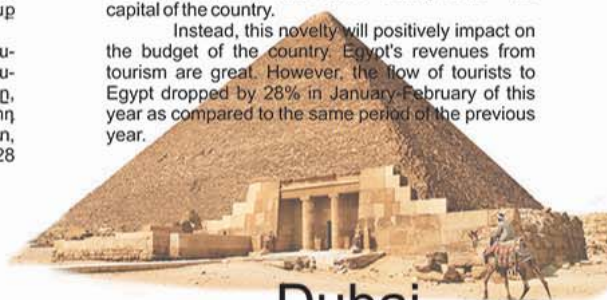 capital of the country.
Instead, this novelty will positively impact on
the budget of the country. Egypt's revenues from
tourism are great. However, the flow of tourists to
Egypt dropped by 28% in January-February of this
year as compared to the same period of the previous
year.
28
Dubai